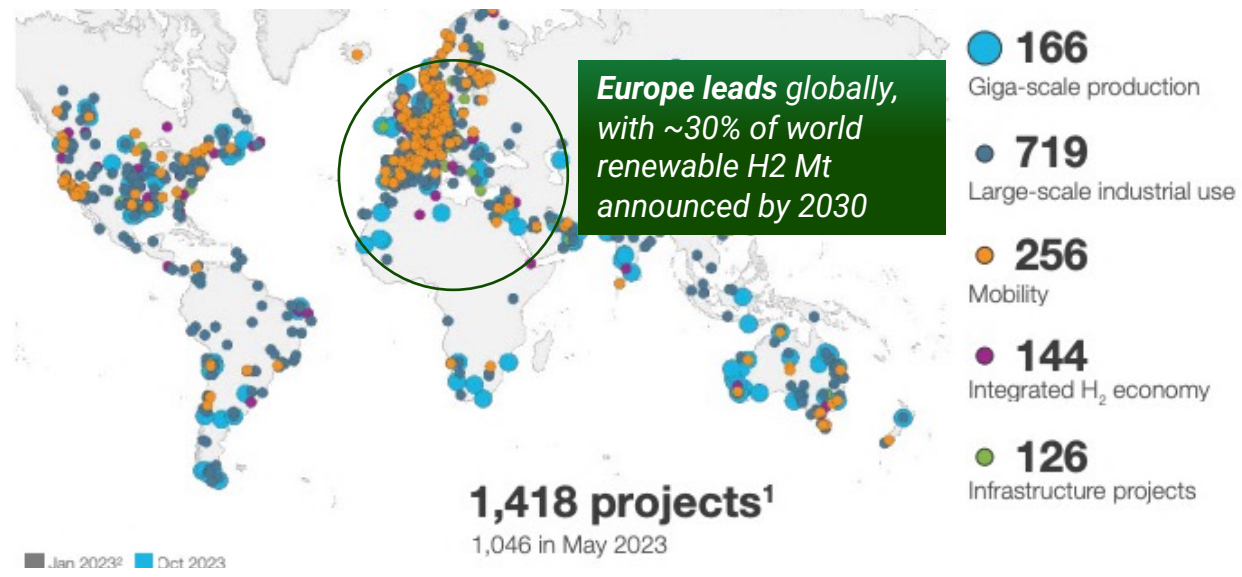 Europe leads globally,
with ~30% of world
renewable H2 Mt
announced by 2030
166
Giga-scale production
719
Large-scale industrial use
256
Mobility
144
Integrated H₂ economy
126
Infrastructure projects
1,418 projects¹
1,046 in May 2023
Jan 2023² Oct 2023